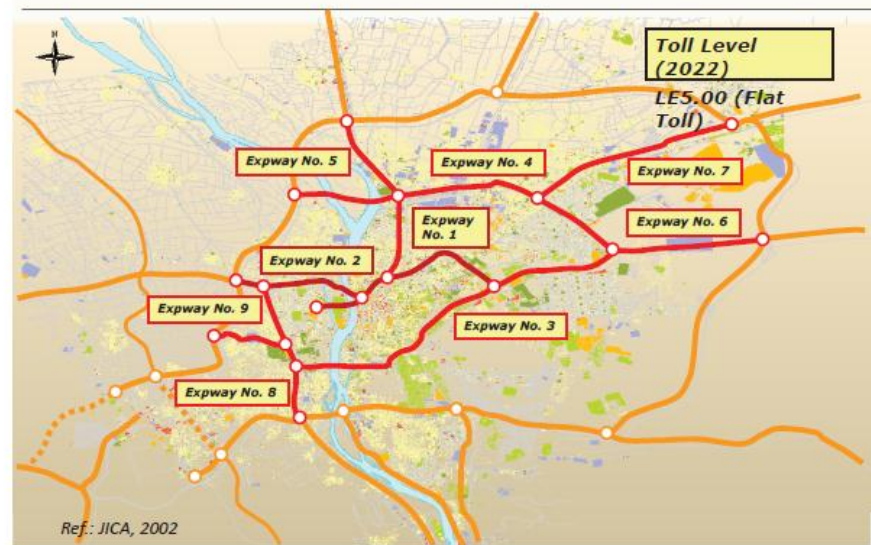 Toll Level
(2022)
LE5.00 (Flat
Toll)
Expway No. 5
Expway No. 4
Expway No. 7
Expway
No. 1
Expway No. 6
Expway No. 2
Expway No. 9
Expway No. 3
Expway No. 8
Ref.: JICA, 2002